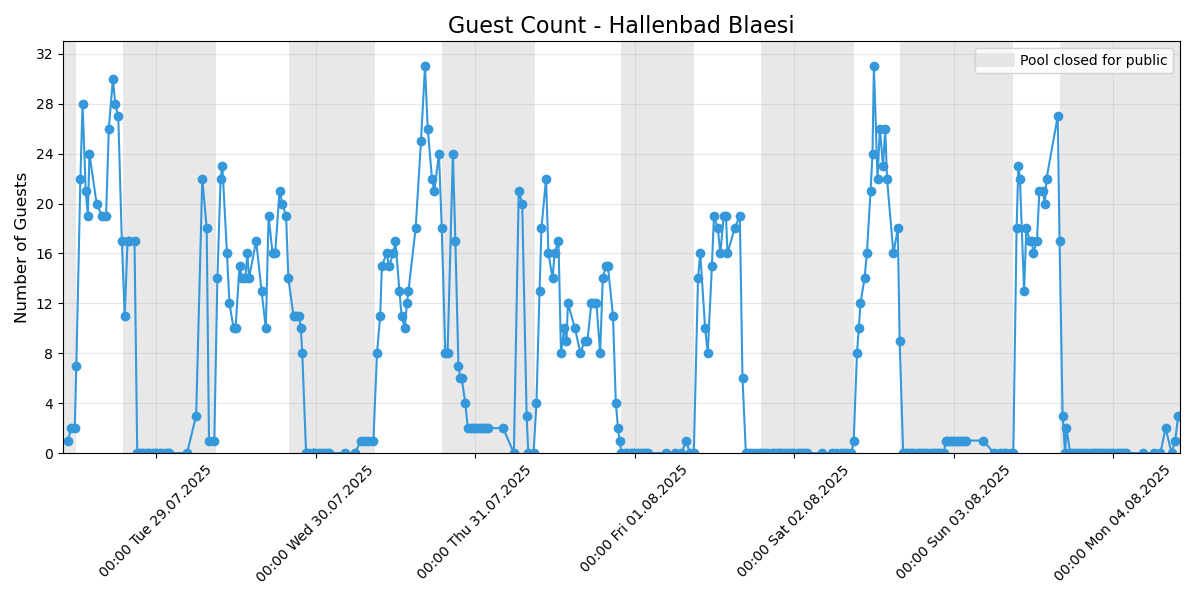 Guest Count - Hallenbad Blaesi
Pool closed for public
Number of Guests
32
28
24
20
16
12
8
4
0
00:00 Tue 29.07.2025
00:00 Wed 30.07.2025
00:00 Thu 31.07.2025
00:00 Fri 01.08.2025
00:00 Sat 02.08.2025
00:00 Sun 03.08.2025
00:00 Mon 04.08.2025